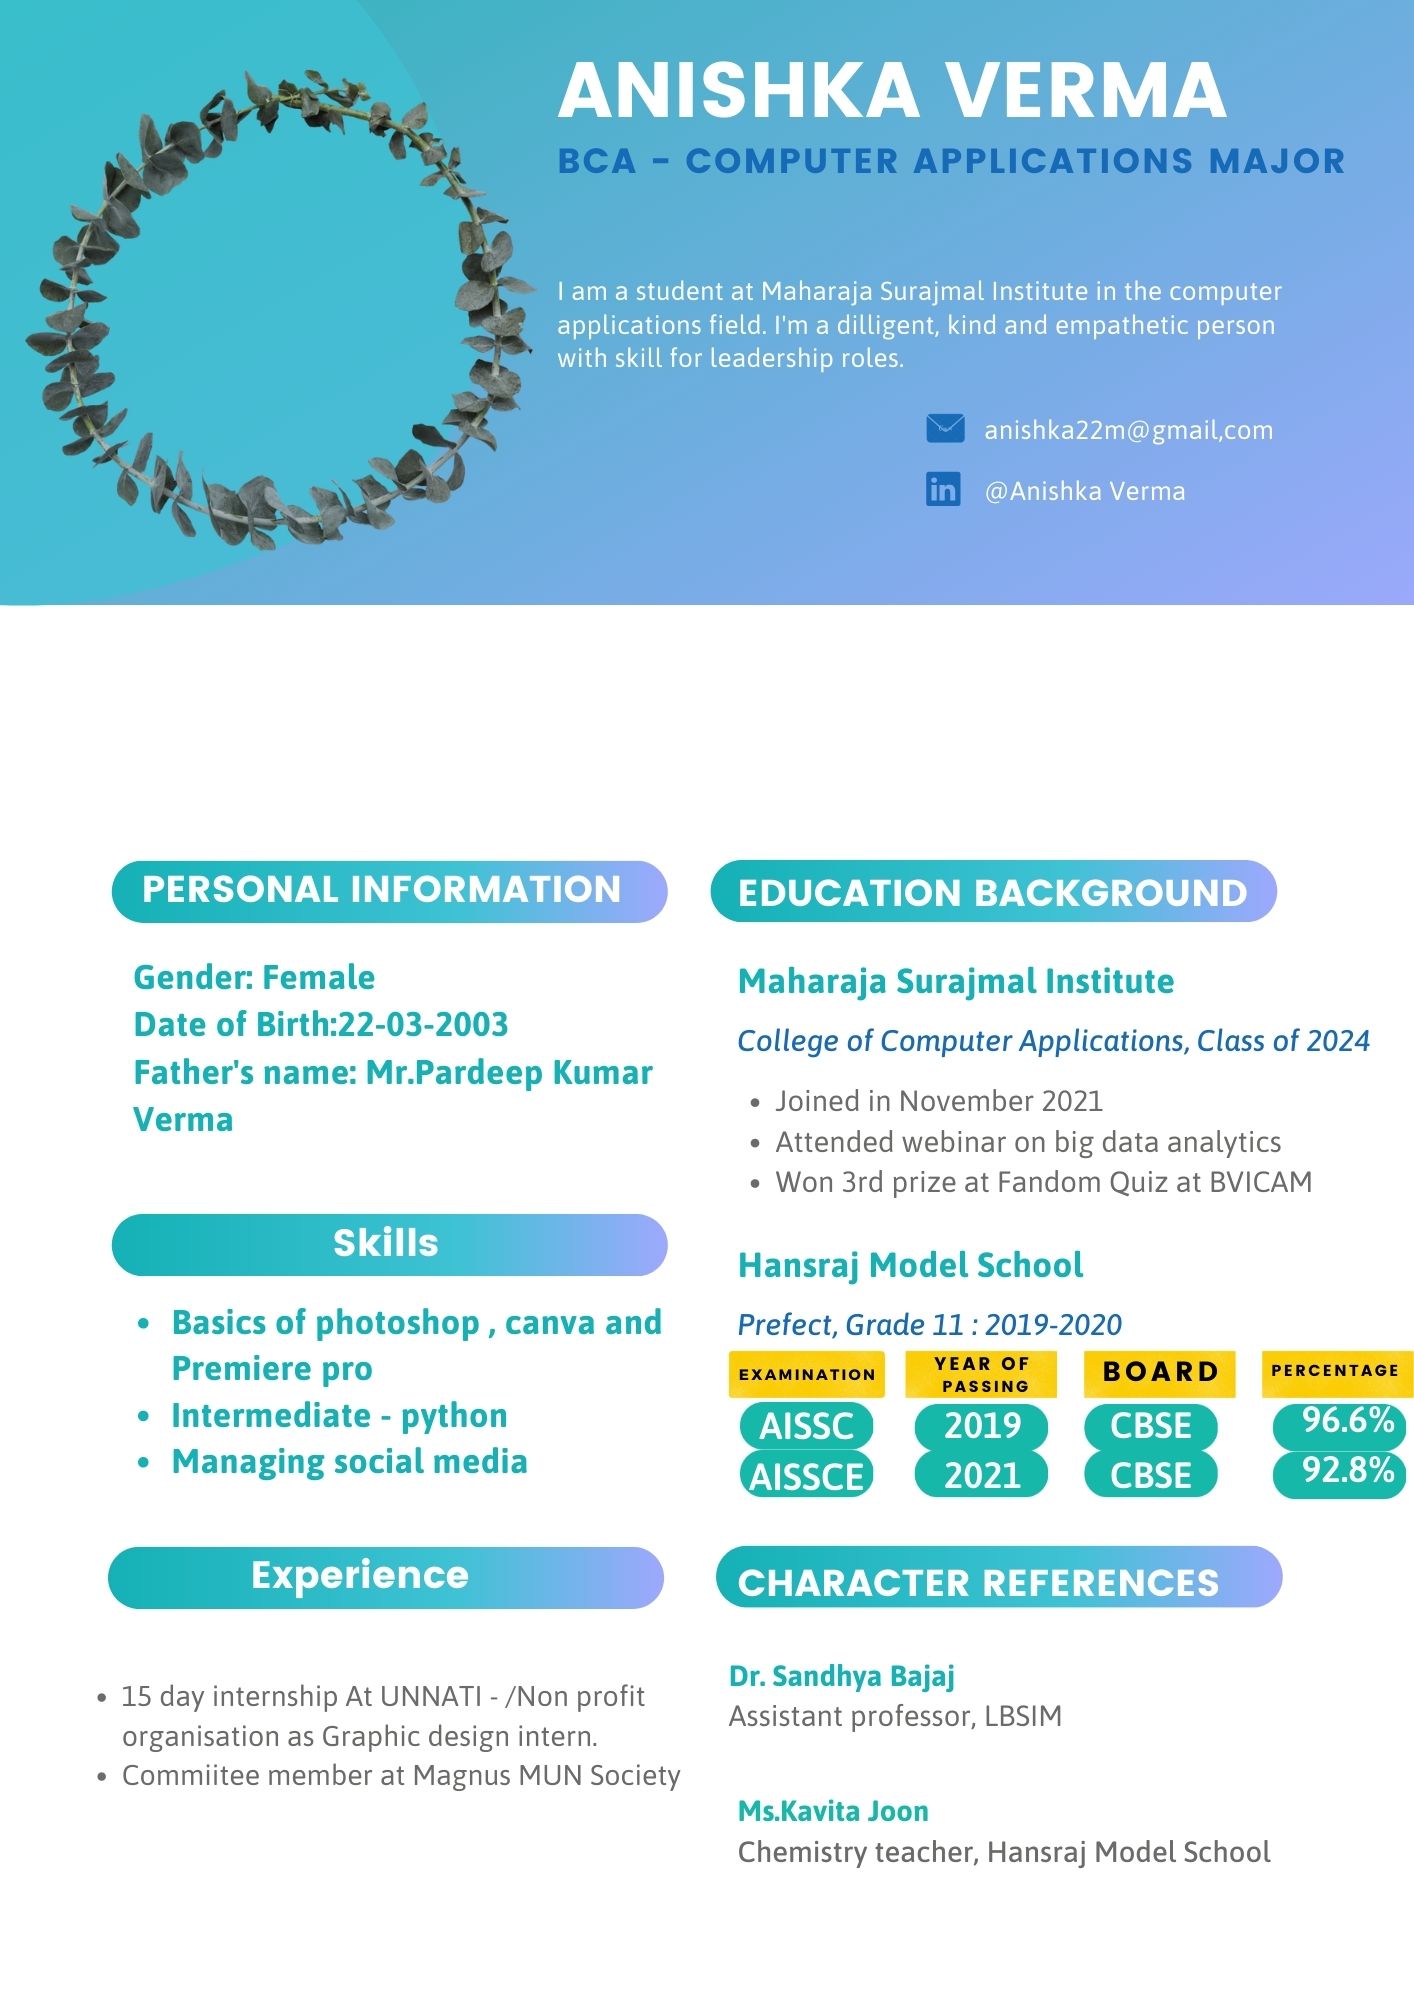 ANISHKA VERMA
BCA - COMPUTER APPLICATIONS MAJOR
I am a student at Maharaja Surajmal Institute in the computer
applications field. I'm a dilligent, kind and empathetic person
with skill for leadership roles.
anishka22m@gmail,com
in
@Anishka Verma
PERSONAL INFORMATION
Gender: Female
Date of Birth:22-03-2003
Father's name: Mr.Pardeep Kumar
Verma
Skills
• Basics of photoshop , canva and
Premiere pro
• Intermediate - python
• Managing social media
Experience
• 15 day internship At UNNATI - /Non profit
organisation as Graphic design intern.
• Commiitee member at Magnus MUN Society
EDUCATION BACKGROUND
Maharaja Surajmal Institute
College of Computer Applications, Class of 2024
• Joined in November 2021
• Attended webinar on big data analytics
• Won 3rd prize at Fandom Quiz at BVICAM
Hansraj Model School
Prefect, Grade 11 : 2019-2020
EXAMINATION YEAR OF PASSING BOARD PERCENTAGE
AISSC 2019 CBSE 96.6%
AISSCE 2021 CBSE 92.8%
CHARACTER REFERENCES
Dr. Sandhya Bajaj
Assistant professor, LBSIM
Ms.Kavita Joon
Chemistry teacher, Hansraj Model School